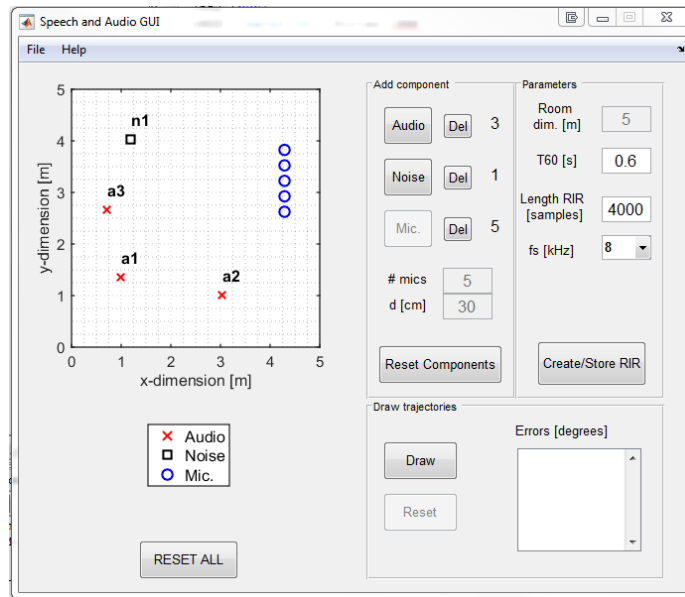 Speech and Audio GUI
File Help
5
4
3
2
1
0
0 1 2 3 4 5
y-dimension [m]
x-dimension [m]
n1
a3
a1
a2
Audio
Noise
Mic.
RESET ALL
Add component
Audio Del 3
Noise Del 1
Mic. Del 5
# mics 5
d [cm] 30
Reset Components
Parameters
Room
dim. [m] 5
T60 [s] 0.6
Length RIR
[samples] 4000
fs [kHz] 8
Create/Store RIR
Draw trajectories
Draw
Reset
Errors [degrees]